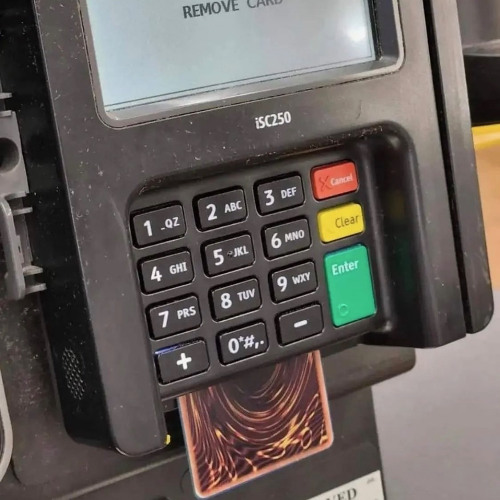 REMOVE CARD
iSC250
1 -QZ
2 ABC
3 DEF
Cancel
4 GHI
5 JKL
6 MNO
Clear
7 PRS
8 TUV
9 WXY
Enter
+
0*#,.
-